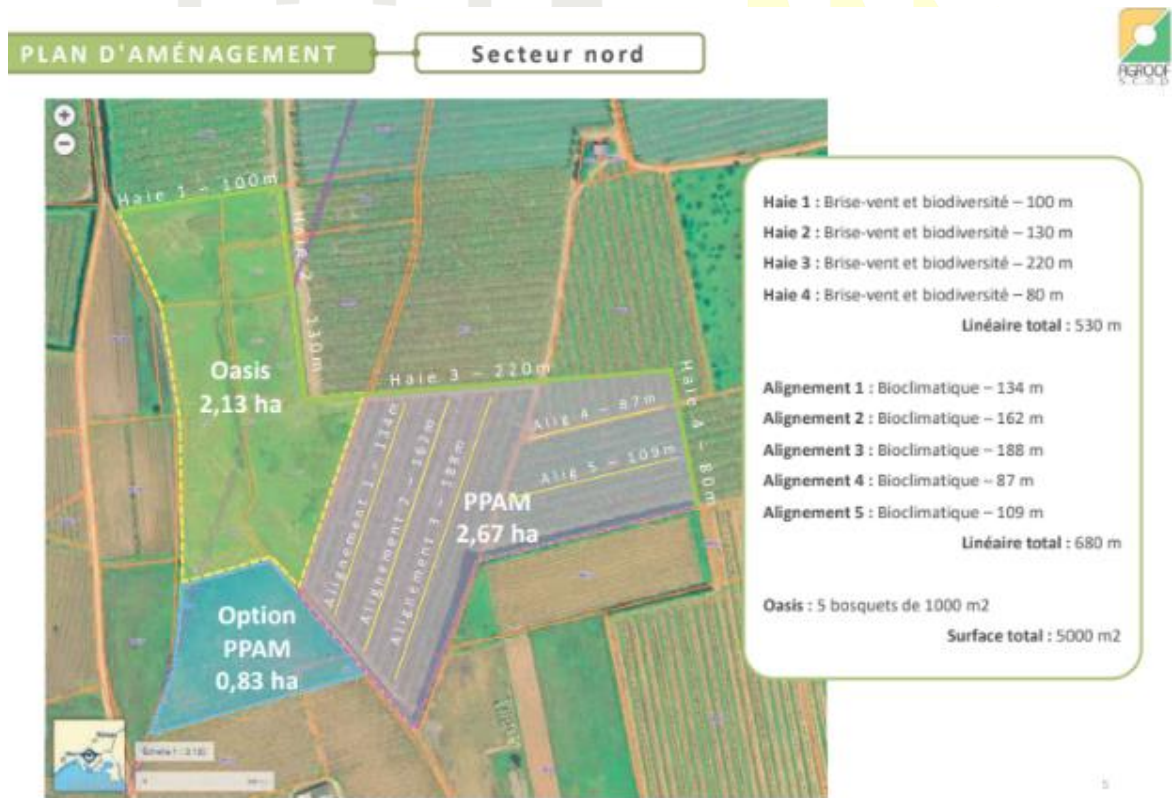 PLAN D'AMÉNAGEMENT
Secteur nord
AGROOF
s.c.o.p
+
−
Haie 1 – 100m
Haie 2 – 130m
Oasis
2,13 ha
Haie 3 – 220m
Haie 4 – 80m
Alig 4 – 87m
Alig 5 – 109m
Alignement 1 – 134m
Alignement 2 – 162m
Alignement 3 – 188m
PPAM
2,67 ha
Option
PPAM
0,83 ha
Haie 1 : Brise-vent et biodiversité – 100 m
Haie 2 : Brise-vent et biodiversité – 130 m
Haie 3 : Brise-vent et biodiversité – 220 m
Haie 4 : Brise-vent et biodiversité – 80 m
Linéaire total : 530 m
Alignement 1 : Bioclimatique – 134 m
Alignement 2 : Bioclimatique – 162 m
Alignement 3 : Bioclimatique – 188 m
Alignement 4 : Bioclimatique – 87 m
Alignement 5 : Bioclimatique – 109 m
Linéaire total : 680 m
Oasis : 5 bosquets de 1000 m2
Surface total : 5000 m2
5